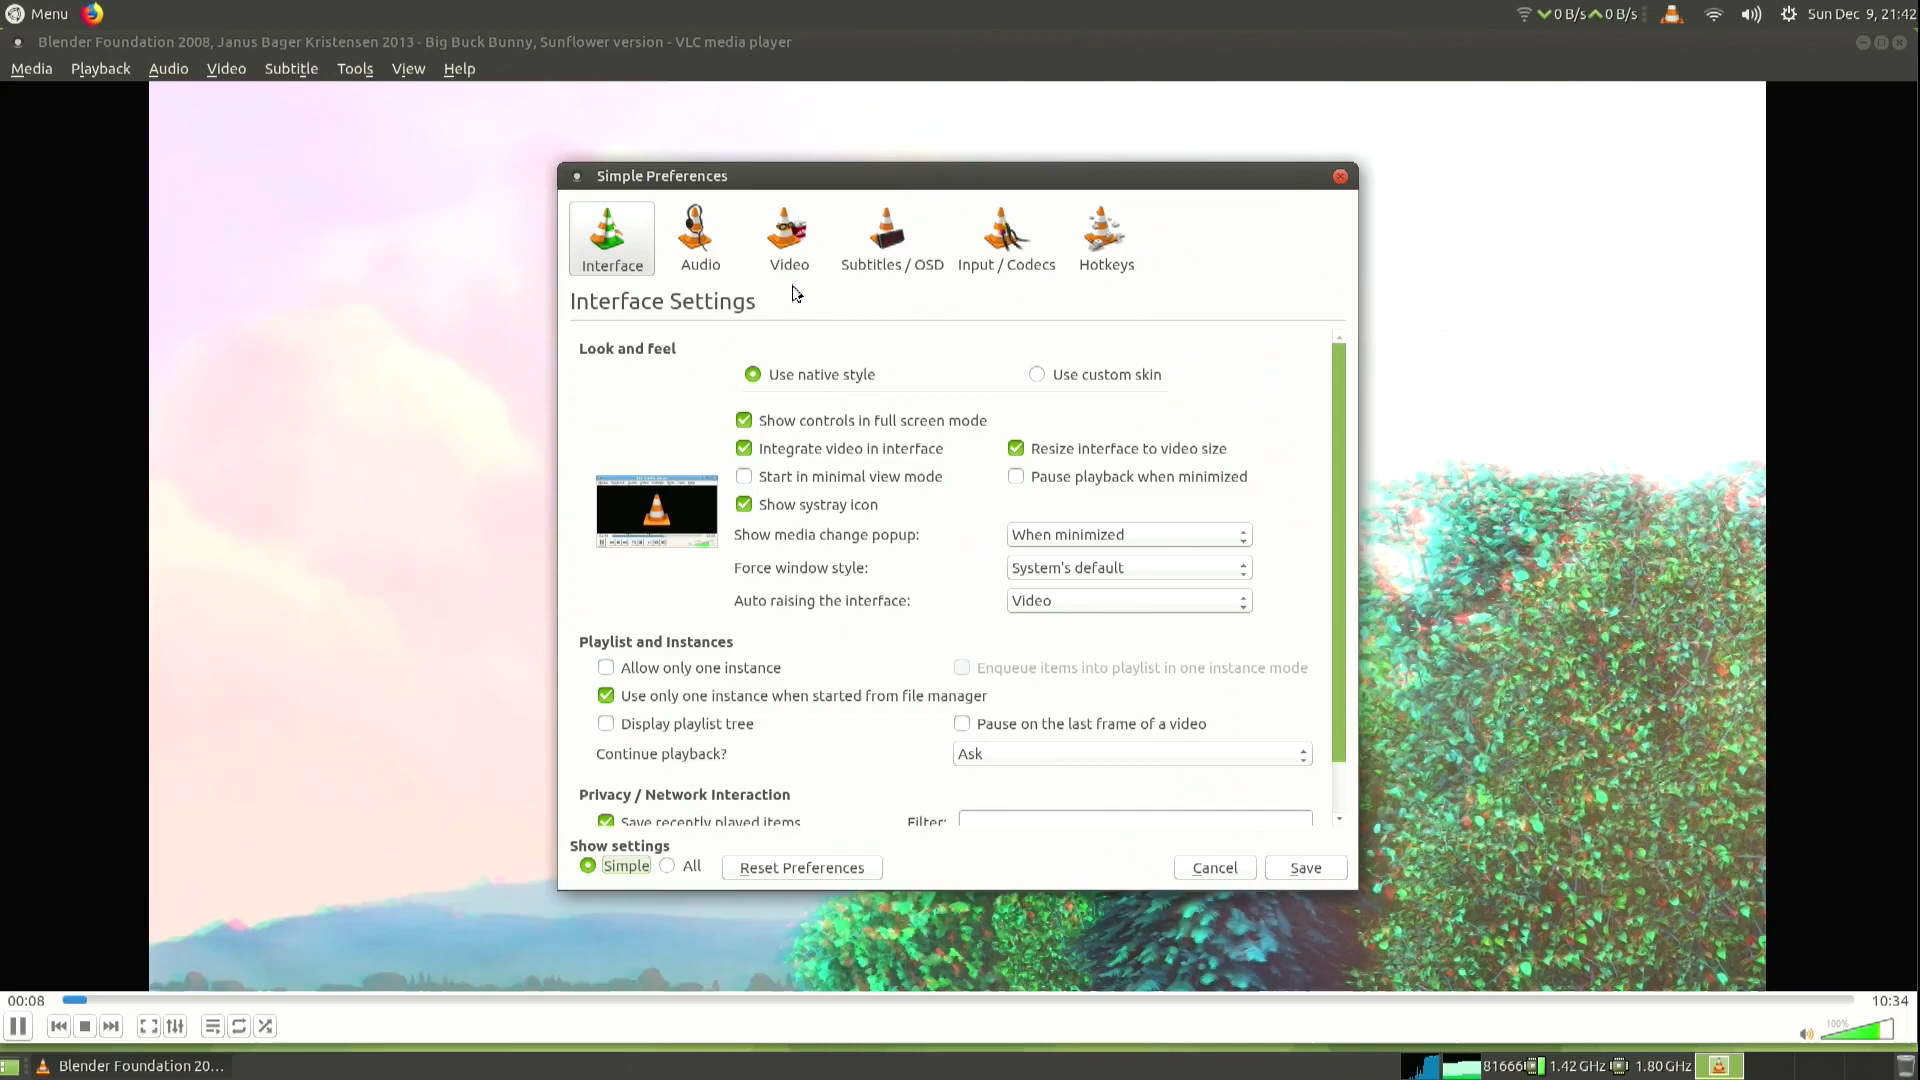 Menu
0 B/s 0 B/s
Sun Dec 9, 21:42
Blender Foundation 2008, Janus Bager Kristensen 2013 - Big Buck Bunny, Sunflower version - VLC media player
Media Playback Audio Video Subtitle Tools View Help
Simple Preferences
Interface Audio Video Subtitles / OSD Input / Codecs Hotkeys
Interface Settings
Look and feel
Use native style Use custom skin
Show controls in full screen mode
Integrate video in interface Resize interface to video size
Start in minimal view mode Pause playback when minimized
Show systray icon
Show media change popup: When minimized
Force window style: System's default
Auto raising the interface: Video
Playlist and Instances
Allow only one instance Enqueue items into playlist in one instance mode
Use only one instance when started from file manager
Display playlist tree Pause on the last frame of a video
Continue playback? Ask
Privacy / Network Interaction
Save recently played items Filter:
Show settings
Simple All Reset Preferences Cancel Save
00:08 10:34
100%
Blender Foundation 20...
81666 1.42 GHz 1.80 GHz